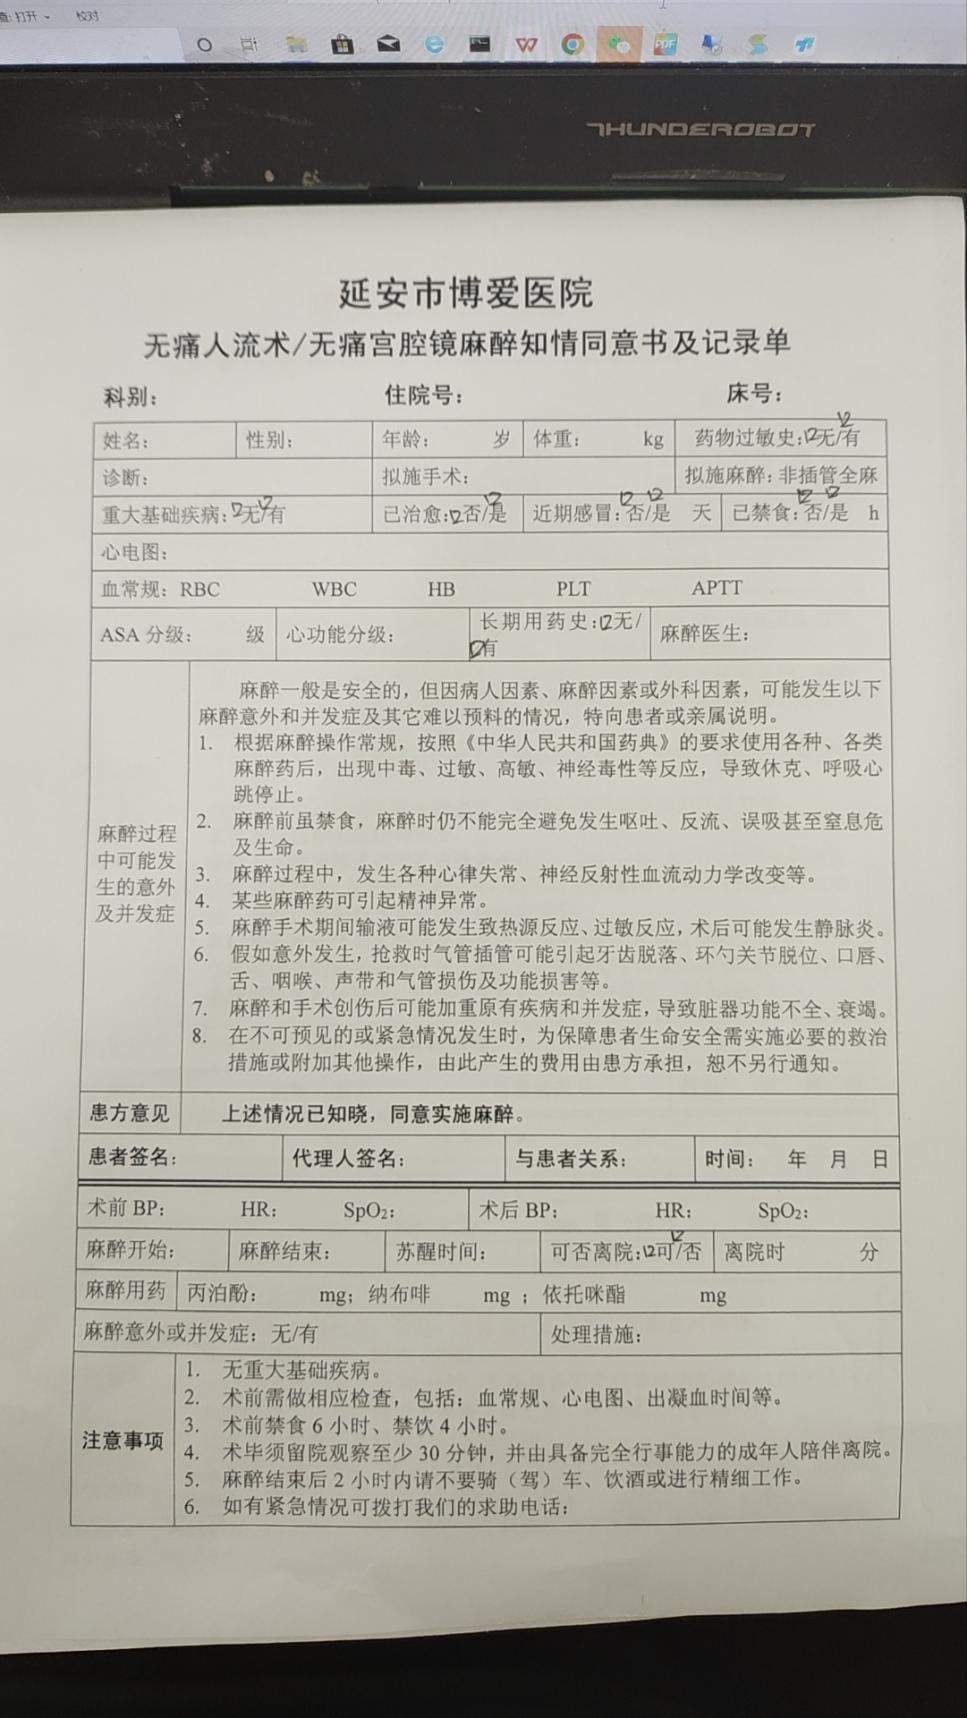 打开
校对
THUNDEROBOT
延安市博爱医院
无痛人流术/无痛宫腔镜麻醉知情同意书及记录单
科别： 住院号： 床号：
姓名： 性别： 年龄： 岁 体重： kg 药物过敏史：无/有
诊断： 拟施手术： 拟施麻醉：非插管全麻
重大基础疾病：无/有 已治愈：否/是 近期感冒：否/是 天 已禁食：否/是 h
心电图：
血常规：RBC WBC HB PLT APTT
ASA 分级： 级 心功能分级： 长期用药史：无/
有 麻醉医生：
麻醉一般是安全的，但因病人因素、麻醉因素或外科因素，可能发生以下
麻醉意外和并发症及其它难以预料的情况，特向患者或亲属说明。
1. 根据麻醉操作常规，按照《中华人民共和国药典》的要求使用各种、各类
麻醉药后，出现中毒、过敏、高敏、神经毒性等反应，导致休克、呼吸心
跳停止。
麻醉过程
中可能发
生的意外
及并发症
2. 麻醉前虽禁食，麻醉时仍不能完全避免发生呕吐、反流、误吸甚至窒息危
及生命。
3. 麻醉过程中，发生各种心律失常、神经反射性血流动力学改变等。
4. 某些麻醉药可引起精神异常。
5. 麻醉手术期间输液可能发生致热源反应、过敏反应，术后可能发生静脉炎。
6. 假如意外发生，抢救时气管插管可能引起牙齿脱落、环勺关节脱位、口唇、
舌、咽喉、声带和气管损伤及功能损害等。
7. 麻醉和手术创伤后可能加重原有疾病和并发症，导致脏器功能不全、衰竭。
8. 在不可预见的或紧急情况发生时，为保障患者生命安全需实施必要的救治
措施或附加其他操作，由此产生的费用由患方承担，恕不另行通知。
患方意见 上述情况已知晓，同意实施麻醉。
患者签名： 代理人签名： 与患者关系： 时间： 年 月 日
术前 BP： HR： SpO₂： 术后 BP： HR： SpO₂：
麻醉开始： 麻醉结束： 苏醒时间： 可否离院：可/否 离院时 分
麻醉用药 丙泊酚： mg；纳布啡 mg ；依托咪酯 mg
麻醉意外或并发症：无/有 处理措施：
注意事项
1. 无重大基础疾病。
2. 术前需做相应检查，包括：血常规、心电图、出凝血时间等。
3. 术前禁食 6 小时、禁饮 4 小时。
4. 术毕须留院观察至少 30 分钟，并由具备完全行事能力的成年人陪伴离院。
5. 麻醉结束后 2 小时内请不要骑（驾）车、饮酒或进行精细工作。
6. 如有紧急情况可拨打我们的求助电话：